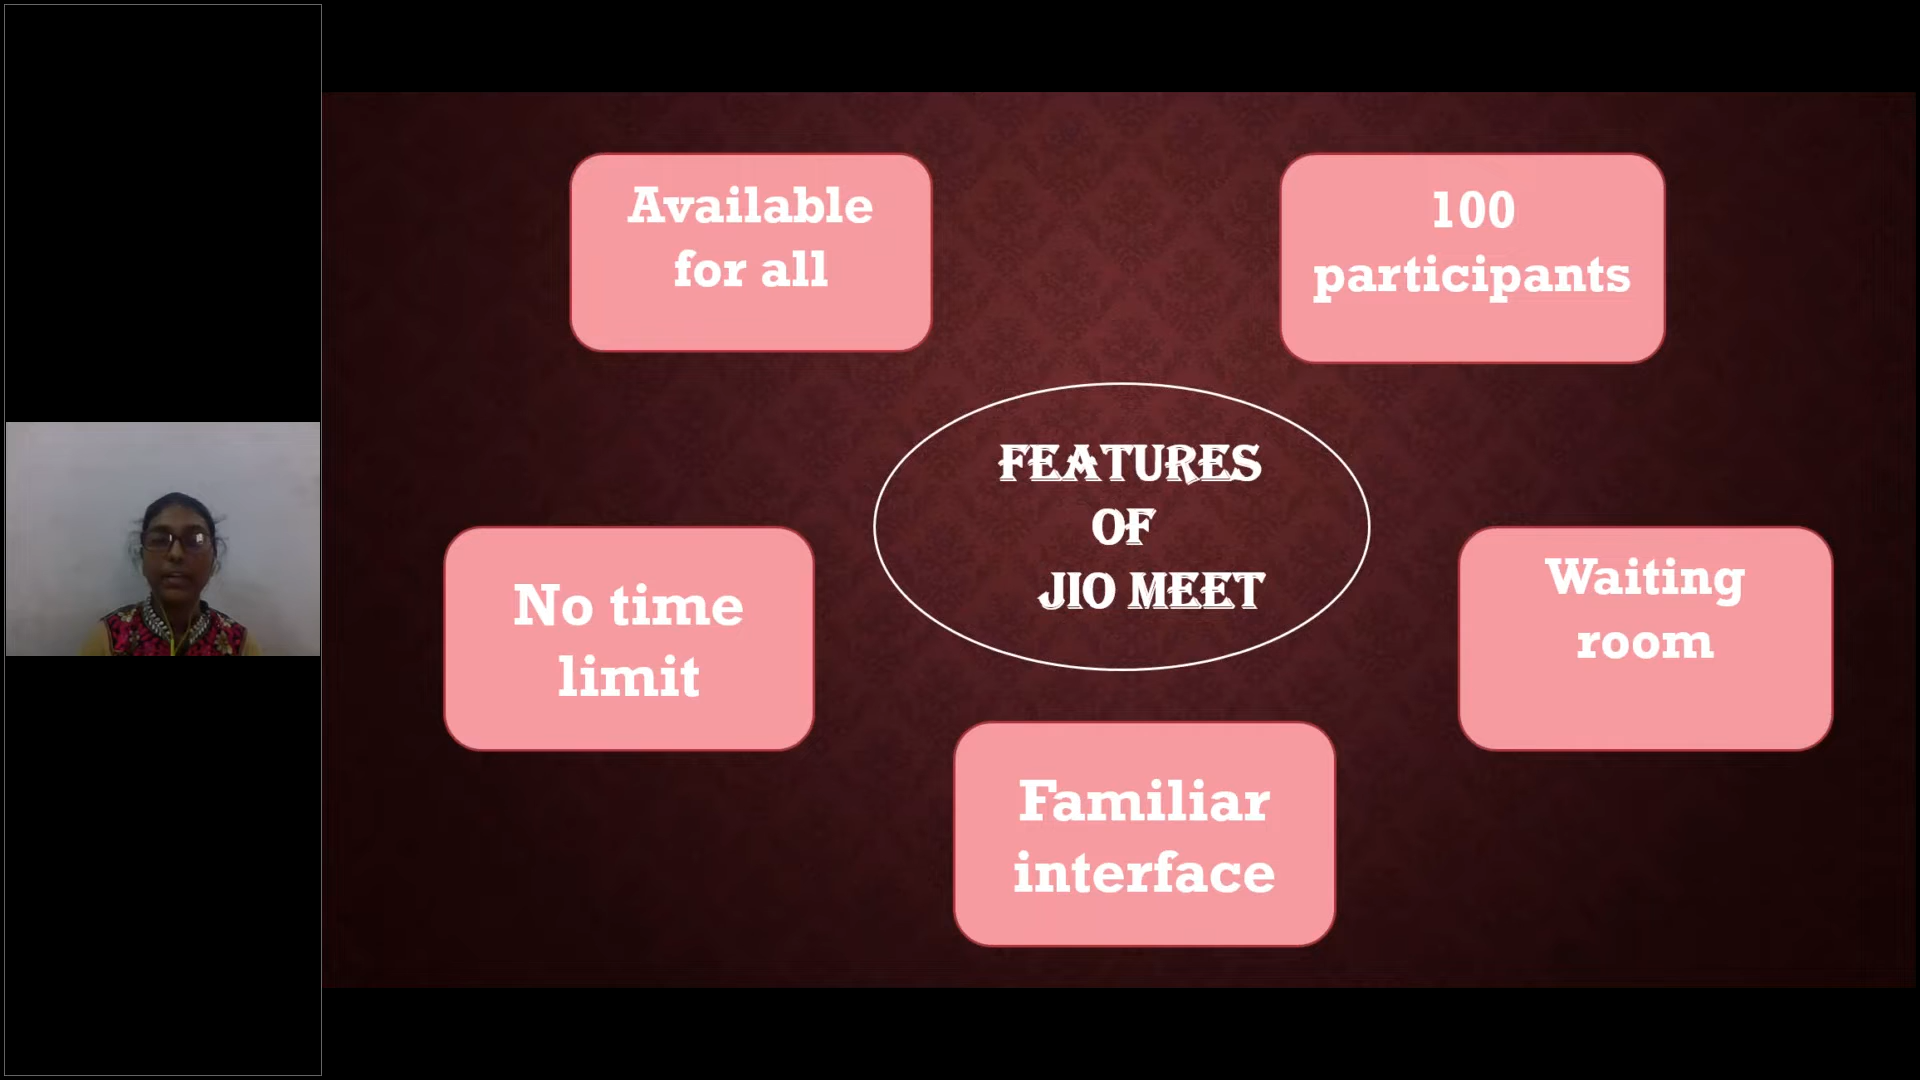 Available
for all
100
participants
FEATURES
OF
JIO MEET
No time
limit
Waiting
room
Familiar
interface